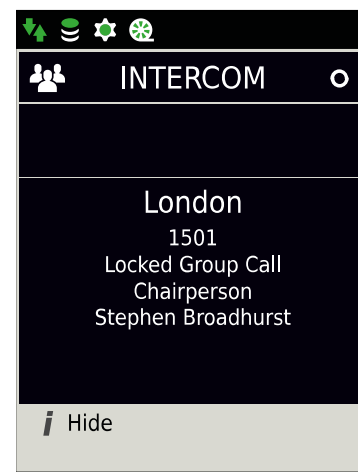 INTERCOM
London
1501
Locked Group Call
Chairperson
Stephen Broadhurst
i Hide